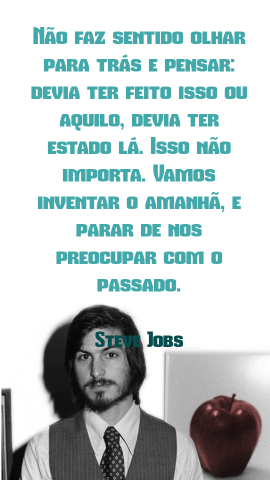 Não faz sentido olhar
para trás e pensar:
devia ter feito isso ou
aquilo, devia ter
estado lá. Isso não
importa. Vamos
inventar o amanhã, e
parar de nos
preocupar com o
passado.
Steve Jobs